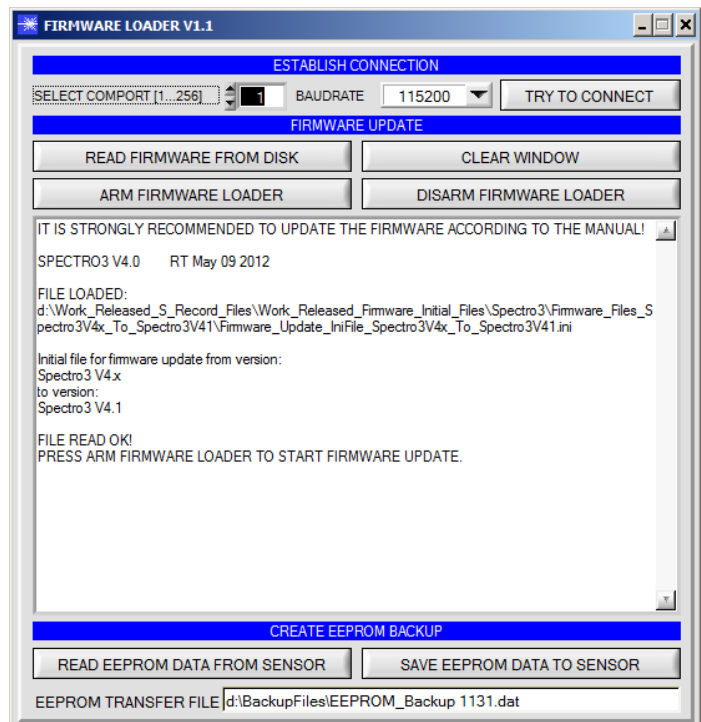 FIRMWARE LOADER V1.1
ESTABLISH CONNECTION
SELECT COMPORT [1...256] 1 BAUDRATE 115200 TRY TO CONNECT
FIRMWARE UPDATE
READ FIRMWARE FROM DISK CLEAR WINDOW
ARM FIRMWARE LOADER DISARM FIRMWARE LOADER
IT IS STRONGLY RECOMMENDED TO UPDATE THE FIRMWARE ACCORDING TO THE MANUAL!
SPECTRO3 V4.0 RT May 09 2012
FILE LOADED:
d:\Work_Released_S_Record_Files\Work_Released_Firmware_Initial_Files\Spectro3\Firmware_Files_S
pectro3V4x_To_Spectro3V41\Firmware_Update_IniFile_Spectro3V4x_To_Spectro3V41.ini
Initial file for firmware update from version:
Spectro3 V4.x
to version:
Spectro3 V4.1
FILE READ OK!
PRESS ARM FIRMWARE LOADER TO START FIRMWARE UPDATE.
CREATE EEPROM BACKUP
READ EEPROM DATA FROM SENSOR SAVE EEPROM DATA TO SENSOR
EEPROM TRANSFER FILE d:\BackupFiles\EEPROM_Backup 1131.dat